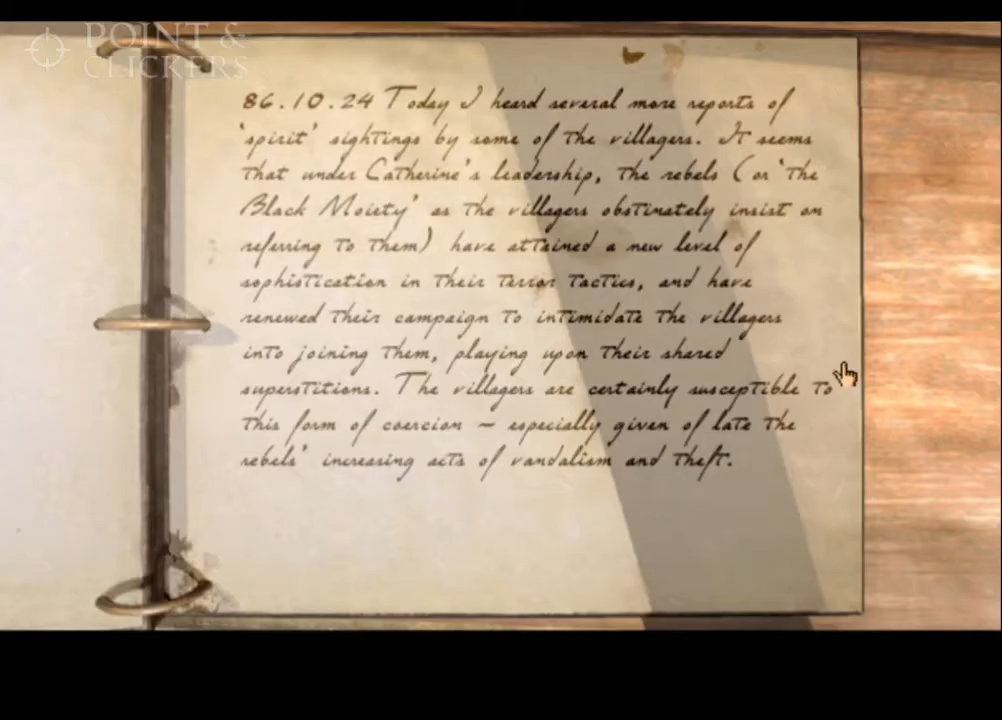 POINT &
CLICKERS
86.10.24 Today I heard several more reports of
'spirit' sightings by some of the villagers. It seems
that under Catherine's leadership, the rebels (or 'the
Black Moiety' as the villagers obstinately insist on
referring to them) have attained a new level of
sophistication in their terror tactics, and have
renewed their campaign to intimidate the villagers
into joining them, playing upon their shared
superstitions. The villagers are certainly susceptible to
this form of coercion – especially given of late the
rebels' increasing acts of vandalism and theft.